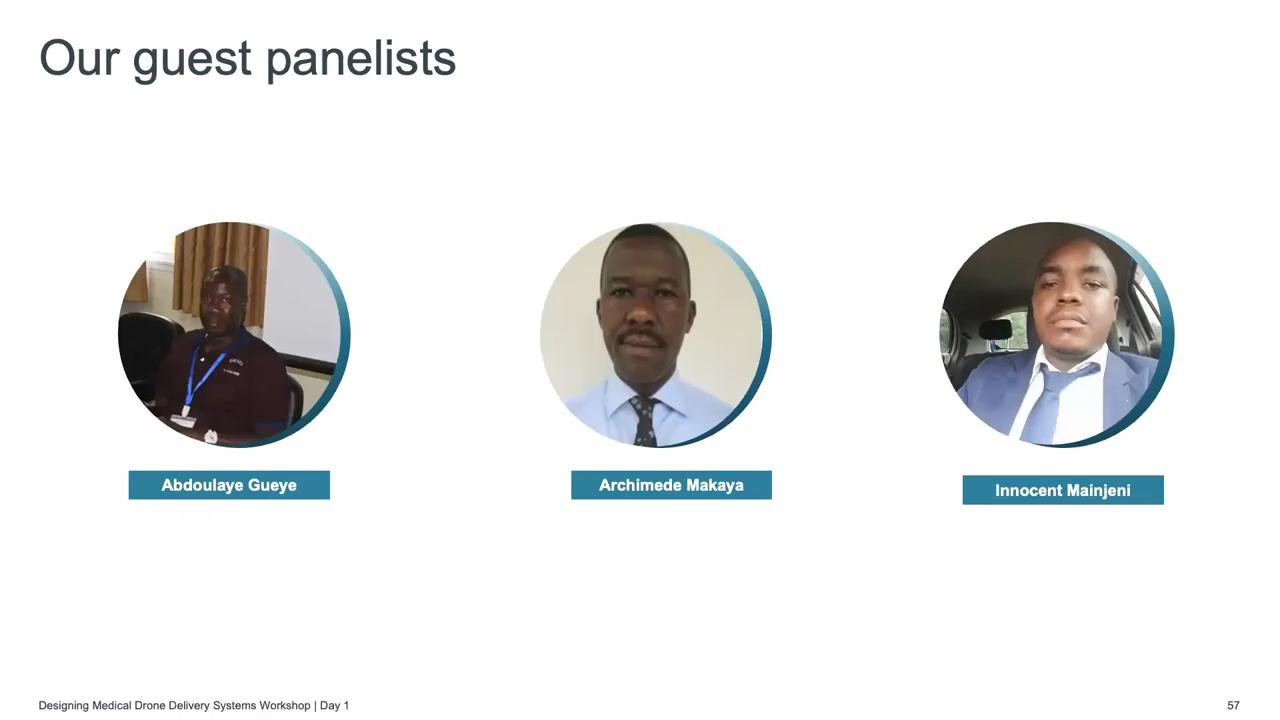 Our guest panelists
Abdoulaye Gueye
Archimede Makaya
Innocent Mainjeni
Designing Medical Drone Delivery Systems Workshop | Day 1
57